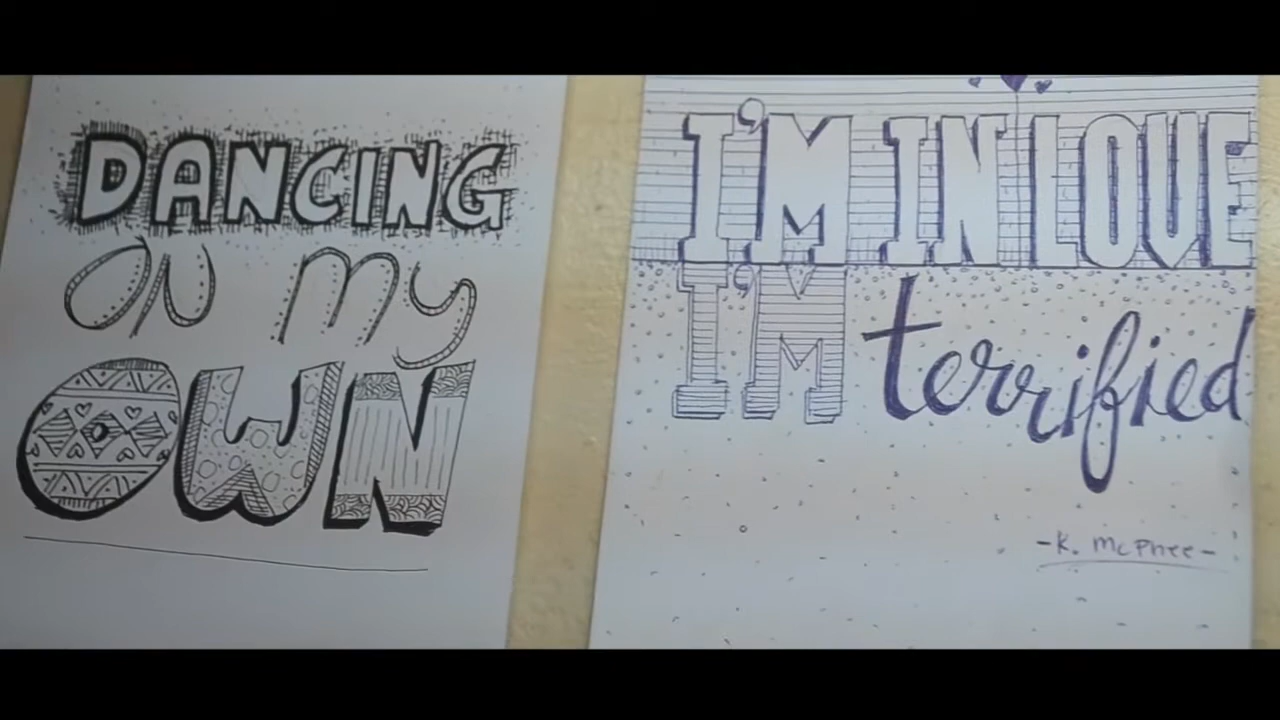 DANCING
ON MY
OWN
I'M IN LOVE
I'M terrified
-K. McPhee-